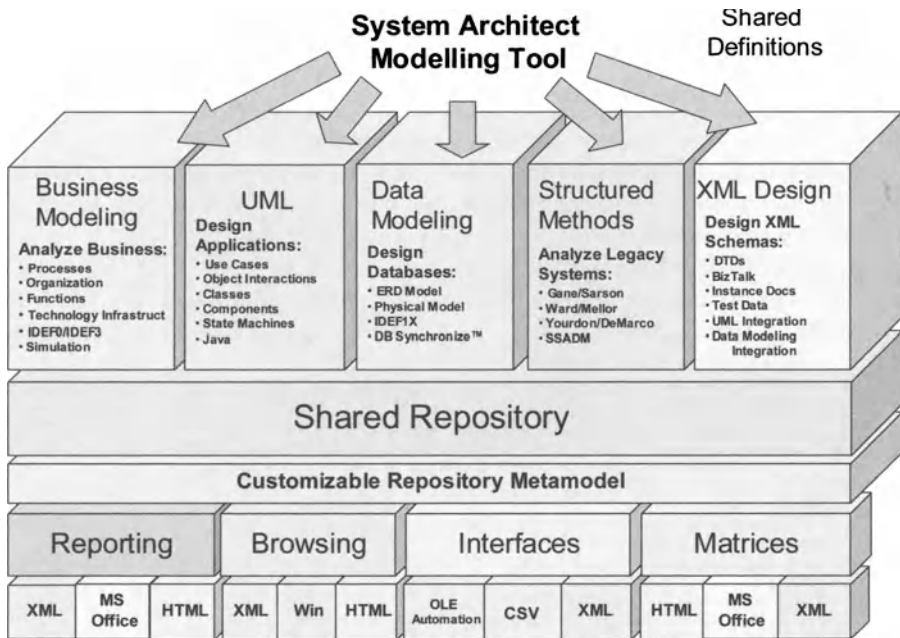 System Architect
Modelling Tool
Shared
Definitions
Business
Modeling
Analyze Business:
• Processes
• Organization
• Functions
• Technology Infrastruct
• IDEF0/IDEF3
• Simulation
UML
Design
Applications:
• Use Cases
• Object Interactions
• Classes
• Components
• State Machines
• Java
Data
Modeling
Design
Databases:
• ERD Model
• Physical Model
• IDEF1X
• DB Synchronize™
Structured
Methods
Analyze Legacy
Systems:
• Gane/Sarson
• Ward/Mellor
• Yourdon/DeMarco
• SSADM
XML Design
Design XML
Schemas:
• DTDs
• BizTalk
• Instance Docs
• Test Data
• UML Integration
• Data Modeling
Integration
Shared Repository
Customizable Repository Metamodel
Reporting
Browsing
Interfaces
Matrices
XML
MS
Office
HTML
XML
Win
HTML
OLE
Automation
CSV
XML
HTML
MS
Office
XML